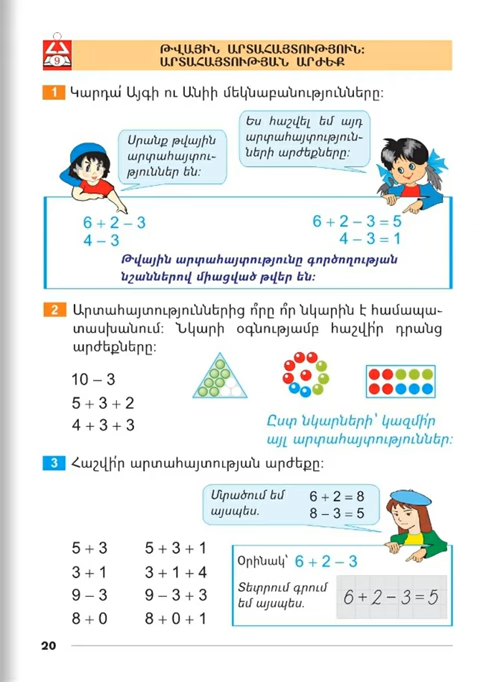 9
ԹՎԱՅԻՆ ԱՐՏԱՀԱՅՏՈՒԹՅՈՒՆ:
ԱՐՏԱՀԱՅՏՈՒԹՅԱՆ ԱՐԺԵՔ
1 Կարդա՛ Այգի ու Անիի մեկնաբանությունները:
Սրանք թվային
արտահայտու-
թյուններ են:
Ես հաշվել եմ այդ
արտահայտություն-
ների արժեքները:
6 + 2 – 3
4 – 3
6 + 2 – 3 = 5
4 – 3 = 1
Թվային արտահայտությունը գործողության
նշաններով միացված թվեր են:
2 Արտահայտություններից ո՞րը ո՞ր նկարին է համապա-
տասխանում: Նկարի օգնությամբ հաշվի՛ր դրանց
արժեքները:
10 – 3
5 + 3 + 2
4 + 3 + 3
Ըստ նկարների՝ կազմի՛ր
այլ արտահայտություններ:
3 Հաշվի՛ր արտահայտության արժեքը:
Մտածում եմ
այսպես.
6 + 2 = 8
8 – 3 = 5
5 + 3
3 + 1
9 – 3
8 + 0
5 + 3 + 1
3 + 1 + 4
9 – 3 + 3
8 + 0 + 1
Օրինակ՝ 6 + 2 – 3
Տետրում գրում
եմ այսպես.
6 + 2 – 3 = 5
20